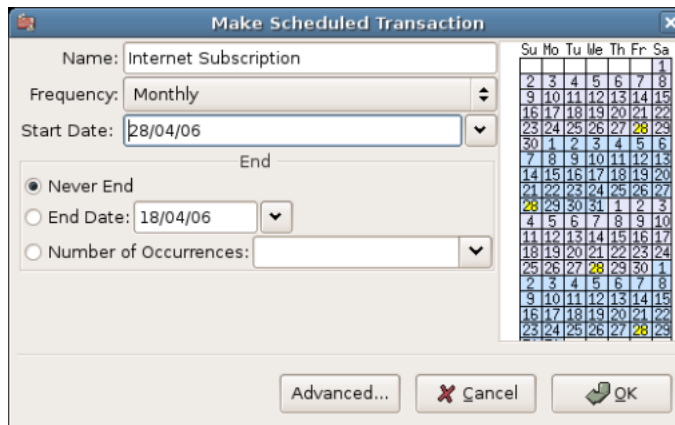 Make Scheduled Transaction
Name: Internet Subscription
Frequency: Monthly
Start Date: 28/04/06
End
Never End
End Date: 18/04/06
Number of Occurrences:
Su Mo Tu We Th Fr Sa
1
2 3 4 5 6 7 8
9 10 11 12 13 14 15
16 17 18 19 20 21 22
23 24 25 26 27 28 29
30 1 2 3 4 5 6
7 8 9 10 11 12 13
14 15 16 17 18 19 20
21 22 23 24 25 26 27
28 29 30 31 1 2 3
4 5 6 7 8 9 10
11 12 13 14 15 16 17
18 19 20 21 22 23 24
25 26 27 28 29 30 1
2 3 4 5 6 7 8
9 10 11 12 13 14 15
16 17 18 19 20 21 22
23 24 25 26 27 28 29
Advanced... Cancel OK